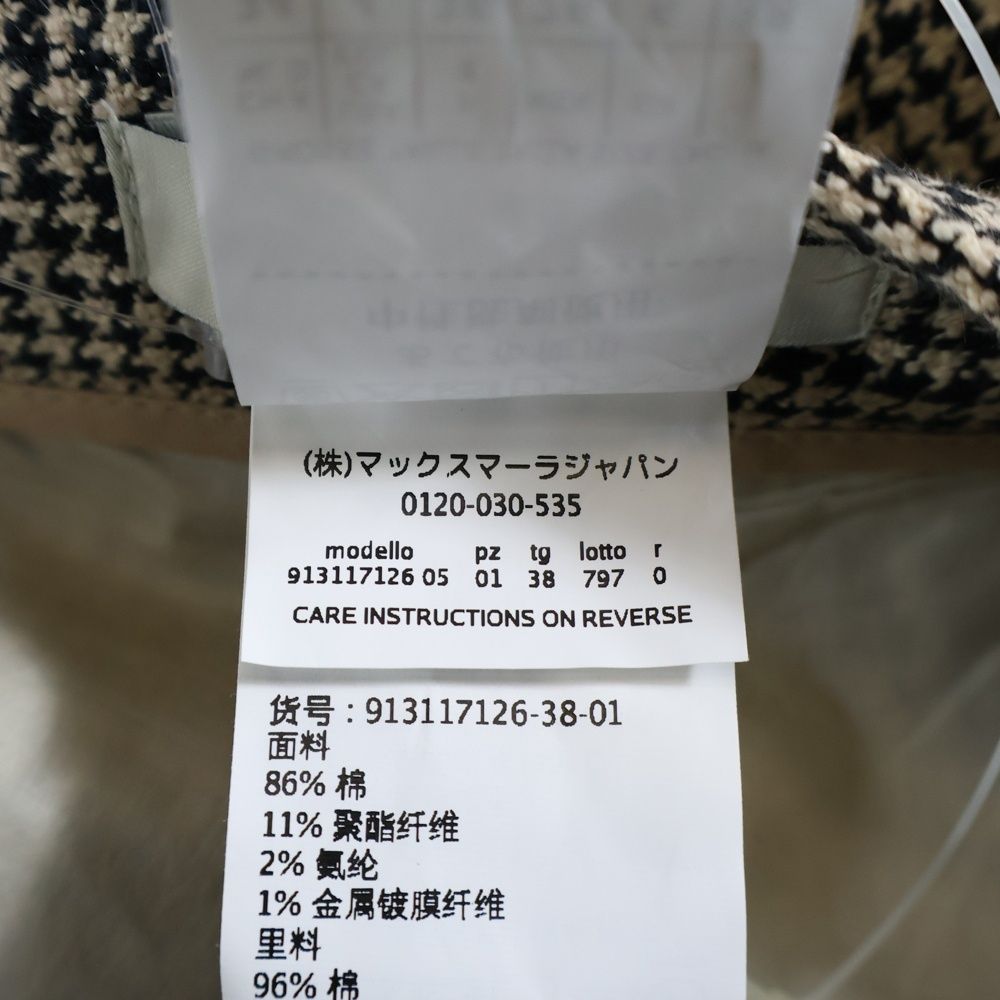 (株)マックスマーラジャパン
0120-030-535
modello pz tg lotto r
913117126 05 01 38 797 0
CARE INSTRUCTIONS ON REVERSE
货号：913117126-38-01
面料
86% 棉
11% 聚酯纤维
2% 氨纶
1% 金属镀膜纤维
里料
96% 棉